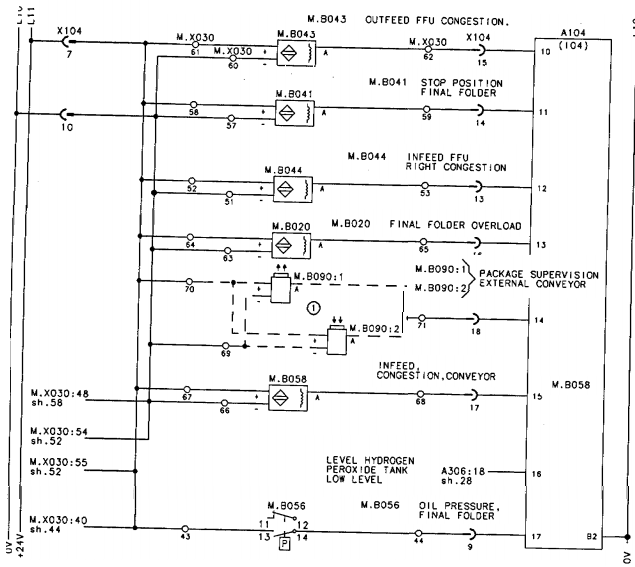 L11
M.B043 OUTFEED FFU CONGESTION.
X104
7
M.X030
61
M.X030
60
M.B043
+
-
A
M.X030
62
X104
15
A104
(104)
10
M.B041 STOP POSITION
FINAL FOLDER
10
58
57
M.B041
+
-
A
59
14
11
M.B044 INFEED FFU
RIGHT CONGESTION
52
51
M.B044
+
-
A
53
13
12
M.B020 FINAL FOLDER OVERLOAD
64
63
M.B020
+
-
A
65
13
M.B090:1
M.B090:2
PACKAGE SUPERVISION
EXTERNAL CONVEYOR
70
M.B090:1
+
-
A
1
69
M.B090:2
+
-
A
71
18
14
INFEED,
CONGESTION,CONVEYOR
M.B058
67
66
M.B058
+
-
A
68
17
15
M.X030:48
sh.58
M.X030:54
sh.52
M.X030:55
sh.52
LEVEL HYDROGEN
PEROXIDE TANK
LOW LEVEL
A306:18
sh.28
16
M.X030:40
sh.44
M.B056
11
12
13
14
P
43
M.B056 OIL PRESSURE,
FINAL FOLDER
44
9
17
B2
0V
+24V
0V